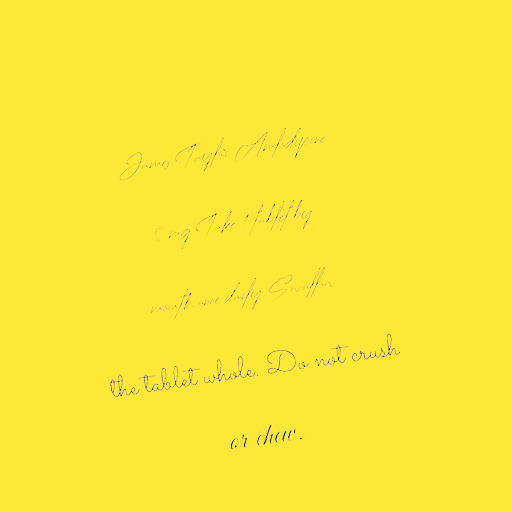 James Taylor Amlodipine
5 mg Take 1 tablet by
mouth once daily Swallow
the tablet whole. Do not crush
or chew.